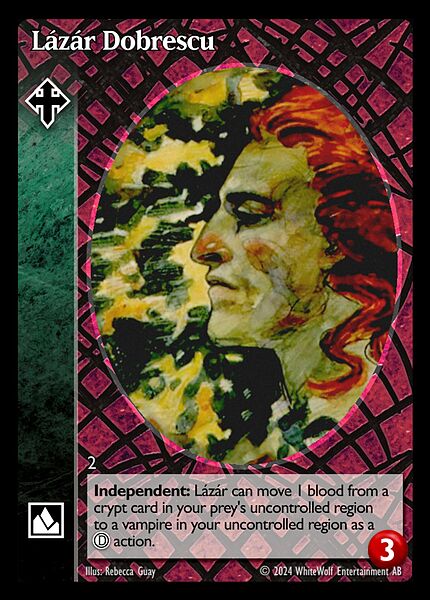 Lázár Dobrescu
2
Independent: Lázár can move 1 blood from a
crypt card in your prey's uncontrolled region
to a vampire in your uncontrolled region as a
Ⓓ action.
3
Illus: Rebecca Guay © 2024 WhiteWolf Entertainment AB